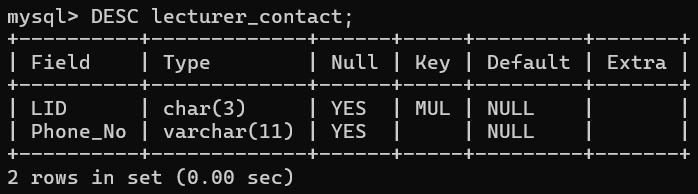 mysql> DESC lecturer_contact;
+----------+-------------+------+-----+---------+-------+
| Field    | Type        | Null | Key | Default | Extra |
+----------+-------------+------+-----+---------+-------+
| LID      | char(3)     | YES  | MUL | NULL    |       |
| Phone_No | varchar(11) | YES  |     | NULL    |       |
+----------+-------------+------+-----+---------+-------+
2 rows in set (0.00 sec)